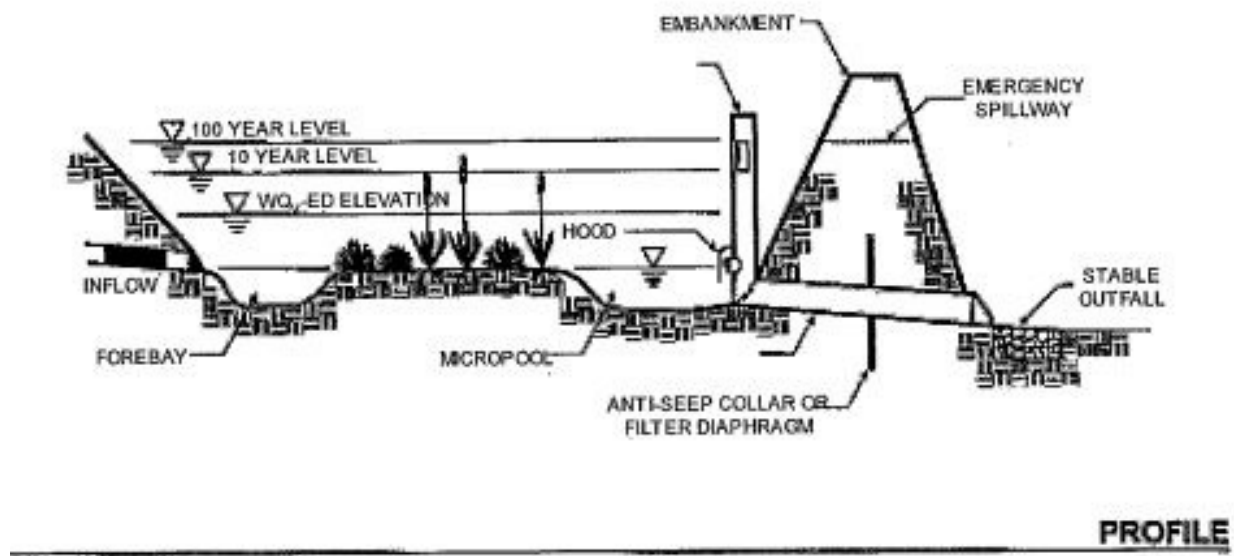 EMBANKMENT
EMERGENCY
SPILLWAY
100 YEAR LEVEL
10 YEAR LEVEL
ELEVATION
HOOD
INFLOW
STABLE
OUTFALL
FOREBAY
MICROPOOL
ANTI-SEEP COLLAR OR
FILTER DIAPHRAGM
PROFILE